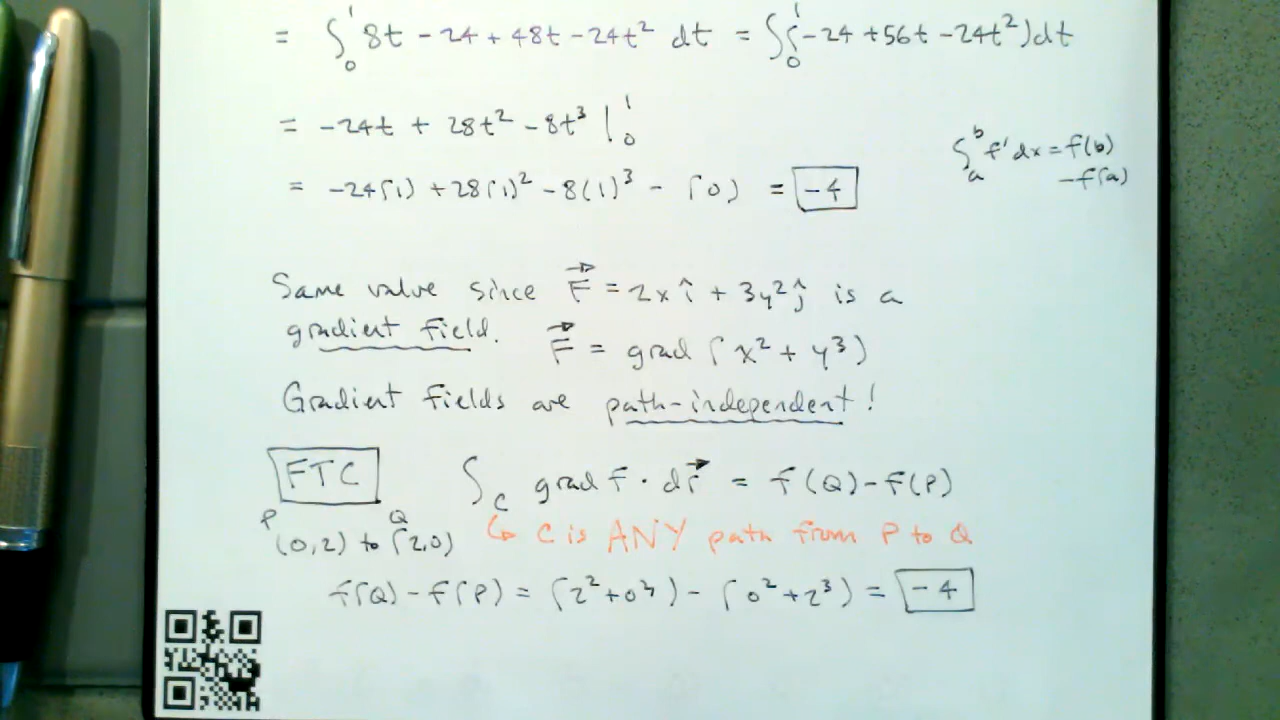 = ∫₀¹ 8t - 24 + 48t - 24t² dt = ∫₀¹(-24 + 56t - 24t²)dt
= -24t + 28t² - 8t³ |₀¹
∫ₐᵇ f' dx = f(b)
- f(a)
= -24(1) + 28(1)² - 8(1)³ - (0) = -4
Same value since F⃗ = 2x î + 3y² ĵ is a
gradient field. F⃗ = grad (x² + y³)
Gradient fields are path-independent!
FTC ∫_C grad f · dr⃗ = f(Q) - f(P)
P Q
(0,2) to (2,0) ↳ C is ANY path from P to Q
f(Q) - f(P) = (2² + 0³) - (0² + 2³) = -4